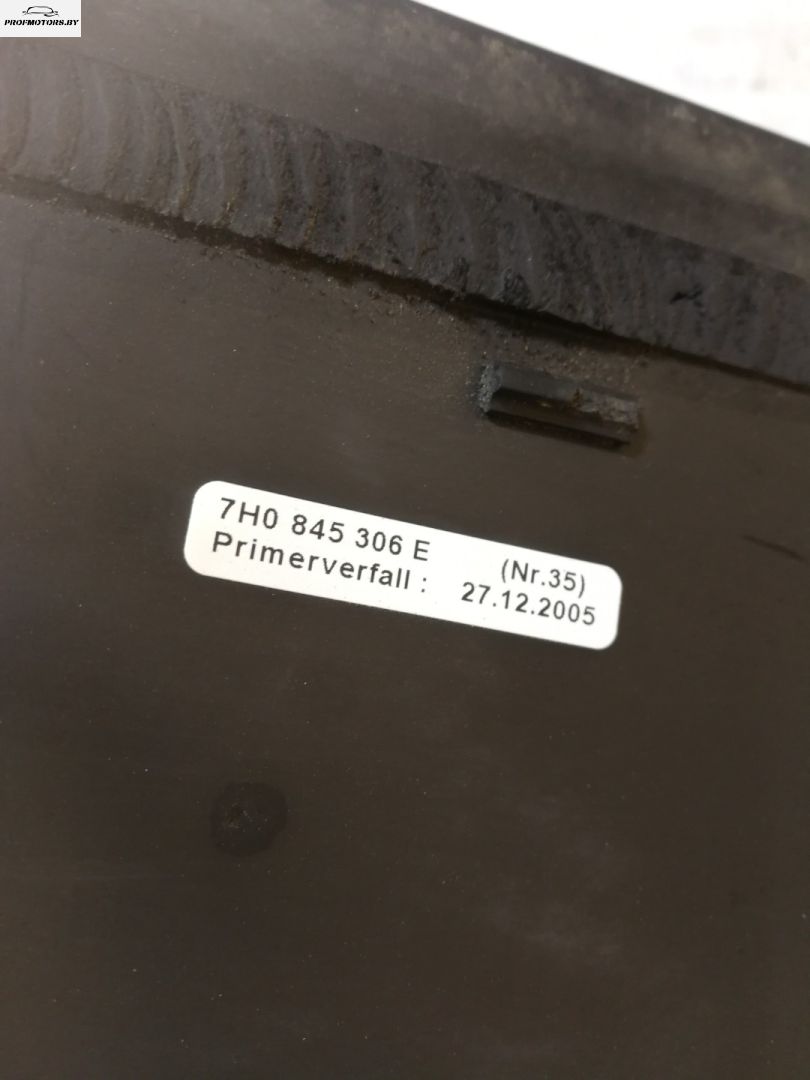 PROFMOTORS.BY
7H0 845 306 E (Nr.35)
Primerverfall : 27.12.2005